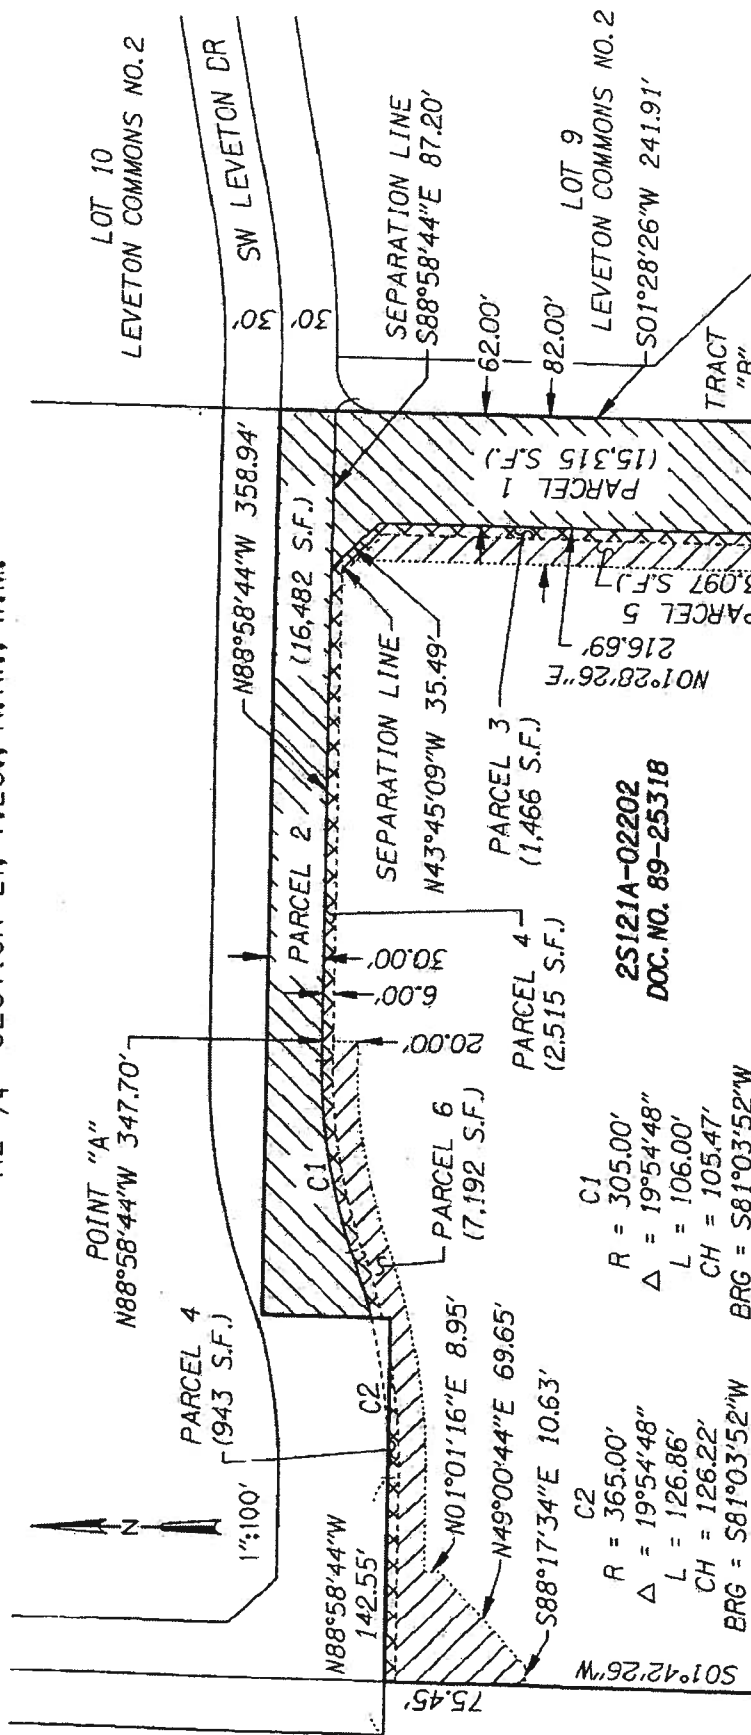 LOT 10
LEVETON COMMONS NO.2
SW LEVETON DR
30'
30'
POINT "A"
N88°58'44"W 347.70'
N88°58'44"W 358.94'
PARCEL 4
(943 S.F.)
1":100'
N
N88°58'44"W
142.55'
75.45'
S01°42'26"W
C2
C1
PARCEL 2
(16,482 S.F.)
SEPARATION LINE
S88°58'44"E 87.20'
62.00'
82.00'
LOT 9
LEVETON COMMONS NO.2
S01°28'26"W 241.91'
TRACT
PARCEL 1
(15,315 S.F.)
PARCEL 5
N01°28'26"E
216.69'
SEPARATION LINE
N43°45'09"W 35.49'
PARCEL 3
(1,466 S.F.)
30.00'
6.00'
20.00'
PARCEL 4
(2,515 S.F.)
PARCEL 6
(7,192 S.F.)
N01°01'16"E 8.95'
N49°00'44"E 69.65'
S88°17'34"E 10.63'
2S121A-02202
DOC. NO. 89-25318
C2
R = 365.00'
Δ = 19°54'48"
L = 126.86'
CH = 126.22'
BRG = S81°03'52"W
C1
R = 305.00'
Δ = 19°54'48"
L = 106.00'
CH = 105.47'
BRG = S81°03'52"W